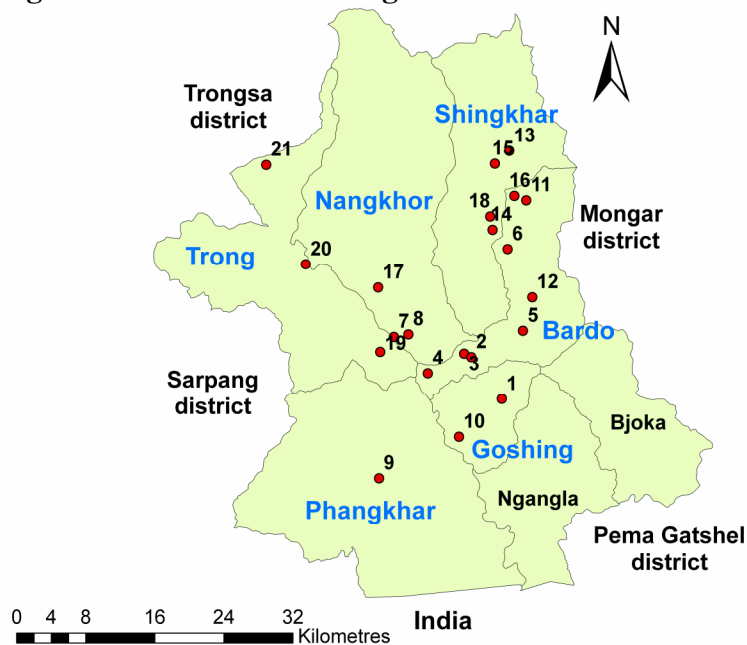 N
Trongsa
district
Shingkhar
13
15
21
16
11
Nangkhor
18
14
Mongar
district
6
Trong
20
17
12
7
8
5
Bardo
2
19
3
4
Sarpang
district
1
Bjoka
10
Goshing
9
Ngangla
Phangkhar
Pema Gatshel
district
India
0 4 8 16 24 32
Kilometres